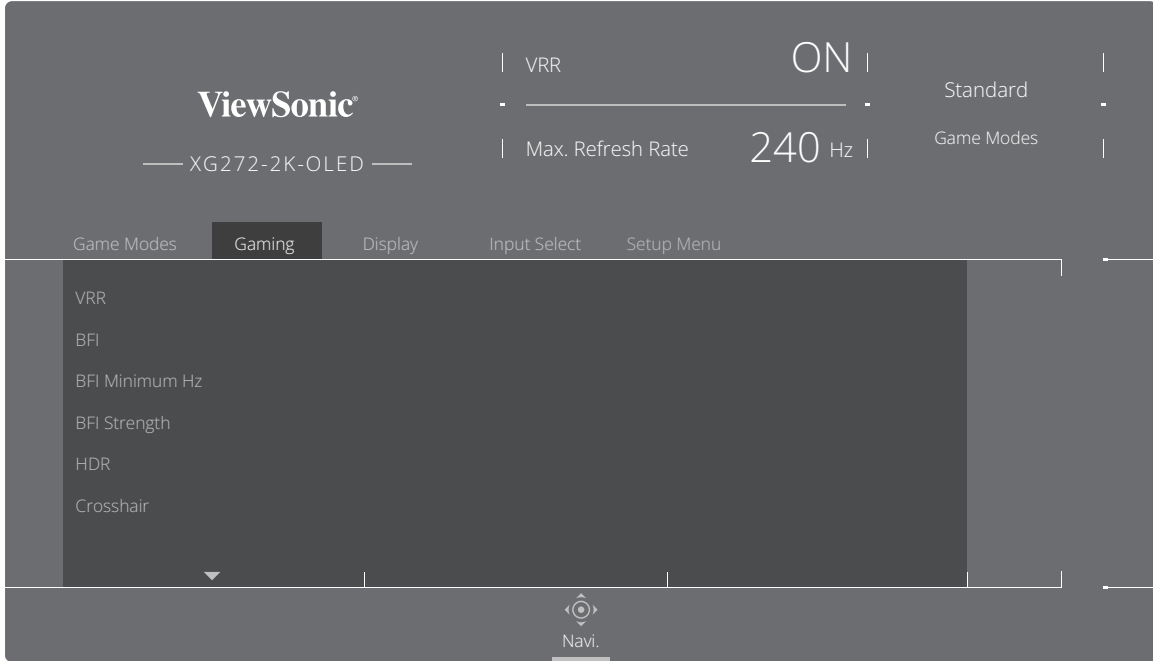 ViewSonic®
XG272-2K-OLED
VRR ON
Max. Refresh Rate 240 Hz
Standard
Game Modes
Game Modes Gaming Display Input Select Setup Menu
VRR
BFI
BFI Minimum Hz
BFI Strength
HDR
Crosshair
Navi.